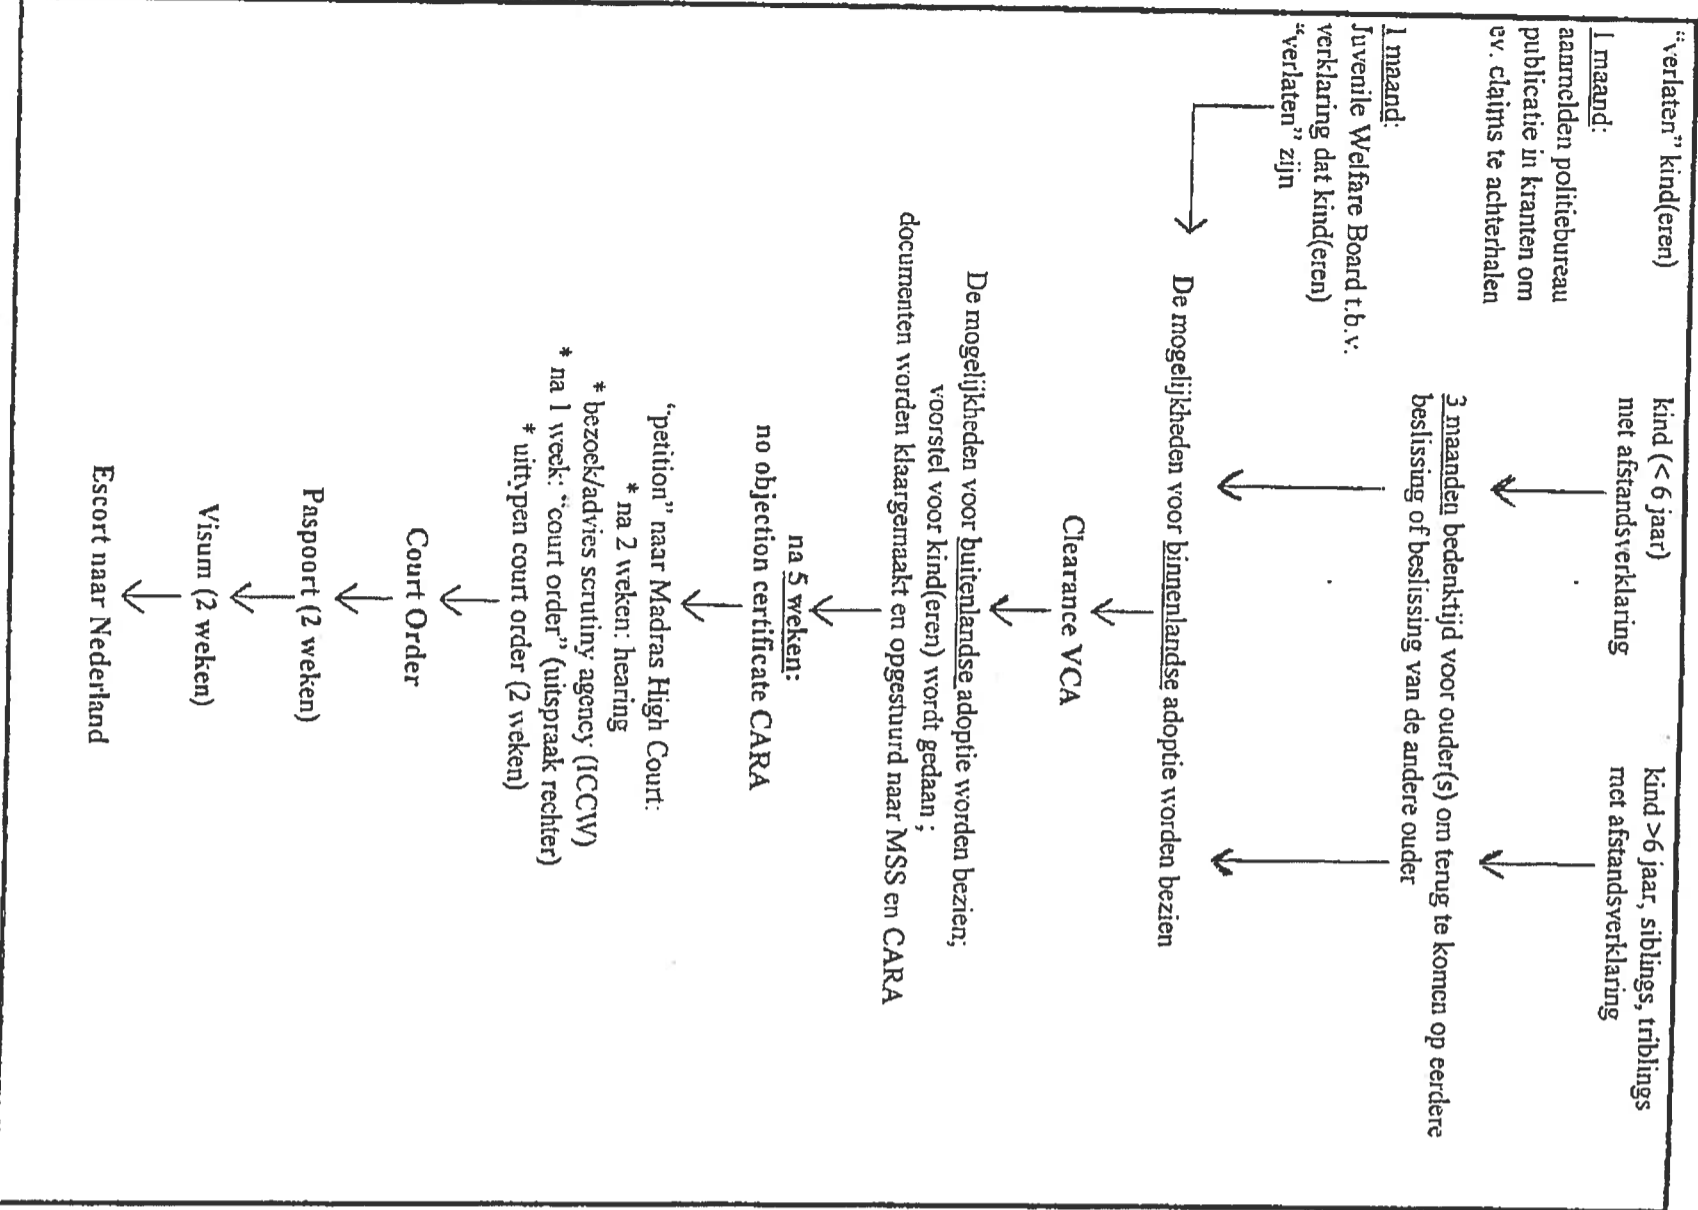 "verlaten" kind(eren)
1 maand:
aanmelden politiebureau
publicatie in kranten om
ev. claims te achterhalen
1 maand:
Juvenile Welfare Board t.b.v.
verklaring dat kind(eren)
"verlaten" zijn
kind (< 6 jaar)
met afstandsverklaring
kind >6 jaar, siblings, triblings
met afstandsverklaring
3 maanden bedenktijd voor ouder(s) om terug te komen op eerdere
beslissing of beslissing van de andere ouder
De mogelijkheden voor binnenlandse adoptie worden bezien
Clearance VCA
De mogelijkheden voor buitenlandse adoptie worden bezien;
voorstel voor kind(eren) wordt gedaan;
documenten worden klaargemaakt en opgestuurd naar MSS en CARA
na 5 weken:
no objection certificate CARA
"petition" naar Madras High Court:
* na 2 weken: hearing
* bezoek/advies scrutiny agency (ICCW)
* na 1 week: "court order" (uitspraak rechter)
* uittypen court order (2 weken)
Court Order
Paspoort (2 weken)
Visum (2 weken)
Escort naar Nederland